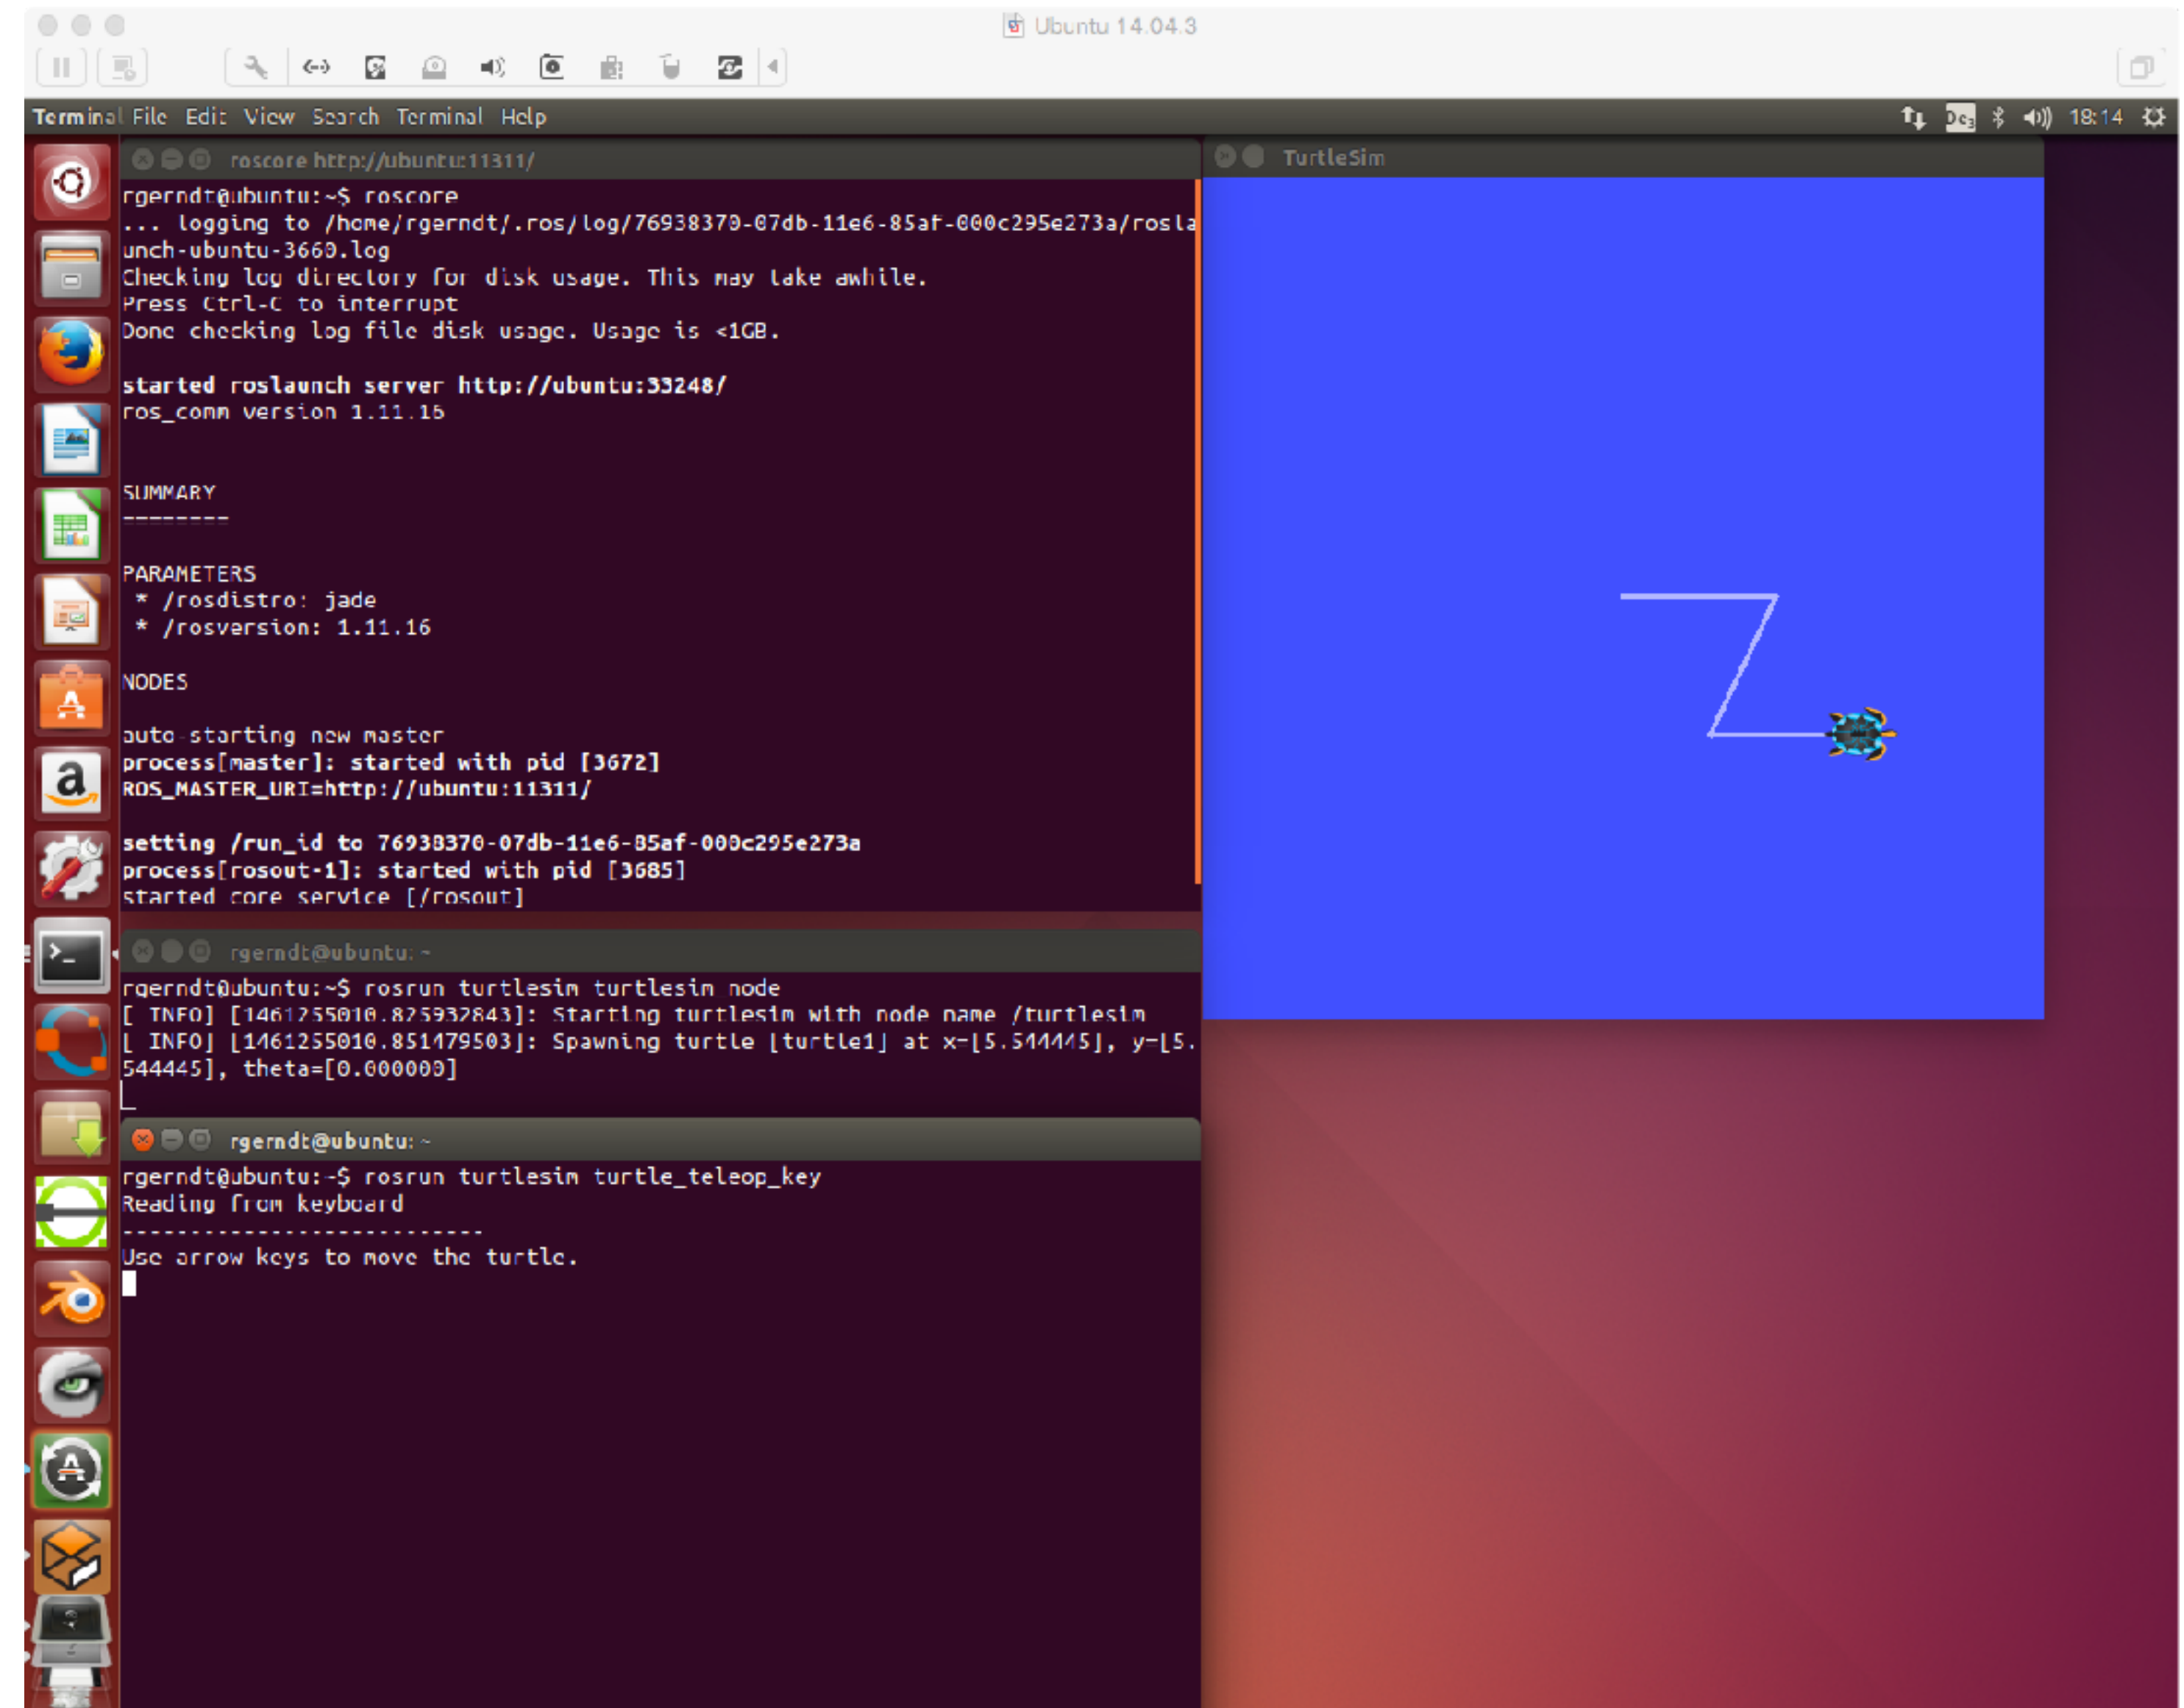 Ubuntu 14.04.3
Terminal File Edit View Search Terminal Help
De3 18:14
roscore http://ubuntu:11311/
rgerndt@ubuntu:~$ roscore
... logging to /home/rgerndt/.ros/log/76938370-07db-11e6-85af-000c295e273a/rosla
unch-ubuntu-3660.log
Checking log directory for disk usage. This may take awhile.
Press Ctrl-C to interrupt
Done checking log file disk usage. Usage is <1GB.
started roslaunch server http://ubuntu:33248/
ros_comm version 1.11.16
SUMMARY
========
PARAMETERS
* /rosdistro: jade
* /rosversion: 1.11.16
NODES
auto-starting new master
process[master]: started with pid [3672]
ROS_MASTER_URI=http://ubuntu:11311/
setting /run_id to 76938370-07db-11e6-85af-000c295e273a
process[rosout-1]: started with pid [3685]
started core service [/rosout]
rgerndt@ubuntu: ~
rgerndt@ubuntu:~$ rosrun turtlesim turtlesim_node
[ INFO] [1461255010.825932843]: Starting turtlesim with node name /turtlesim
[ INFO] [1461255010.851479503]: Spawning turtle [turtle1] at x=[5.544445], y=[5.
544445], theta=[0.000000]
rgerndt@ubuntu: ~
rgerndt@ubuntu:~$ rosrun turtlesim turtle_teleop_key
Reading from keyboard
---------------------------
Use arrow keys to move the turtle.
TurtleSim